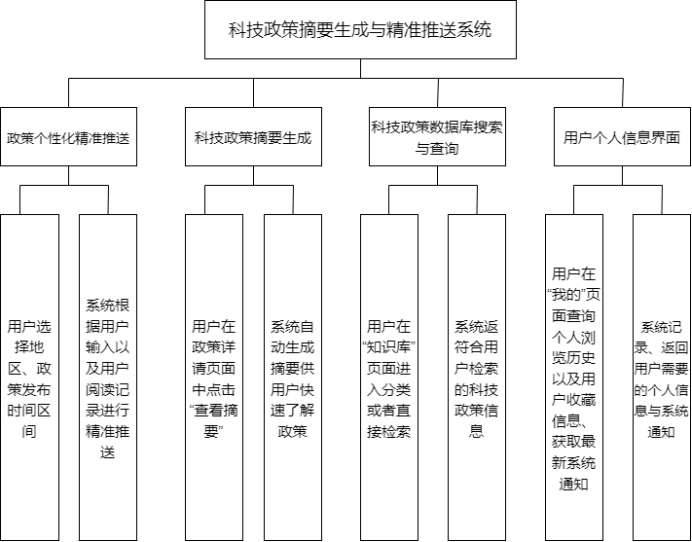 科技政策摘要生成与精准推送系统
政策个性化精准推送
科技政策摘要生成
科技政策数据库搜索
与查询
用户个人信息界面
用户选
择地
区、政
策发布
时间区
间
系统根
据用户
输入以
及用户
阅读记
录进行
精准推
送
用户在
政策详
请页面
中点击
“查看摘
要”
系统自
动生成
摘要供
用户快
速了解
政策
用户在
“知识库”
页面进
入分类
或者直
接检索
系统返
符合用
户检索
的科技
政策信
息
用户在
“我的”页
面查询
个人浏
览历史
以及用
户收藏
信息、
获取最
新系统
通知
系统记
录、返回
用户需要
的个人信
息与系统
通知